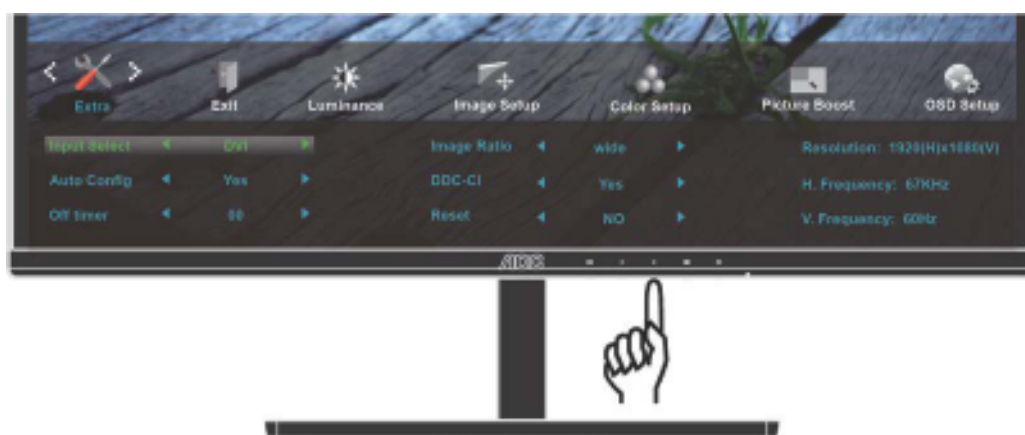 < >
Extra Exit Luminance Image Setup Color Setup Picture Boost OSD Setup
Input Select DVI Image Ratio wide Resolution: 1920(H)x1080(V)
Auto Config Yes DDC-CI Yes H. Frequency: 67KHz
Off timer 00 Reset NO V. Frequency: 60Hz
AOC